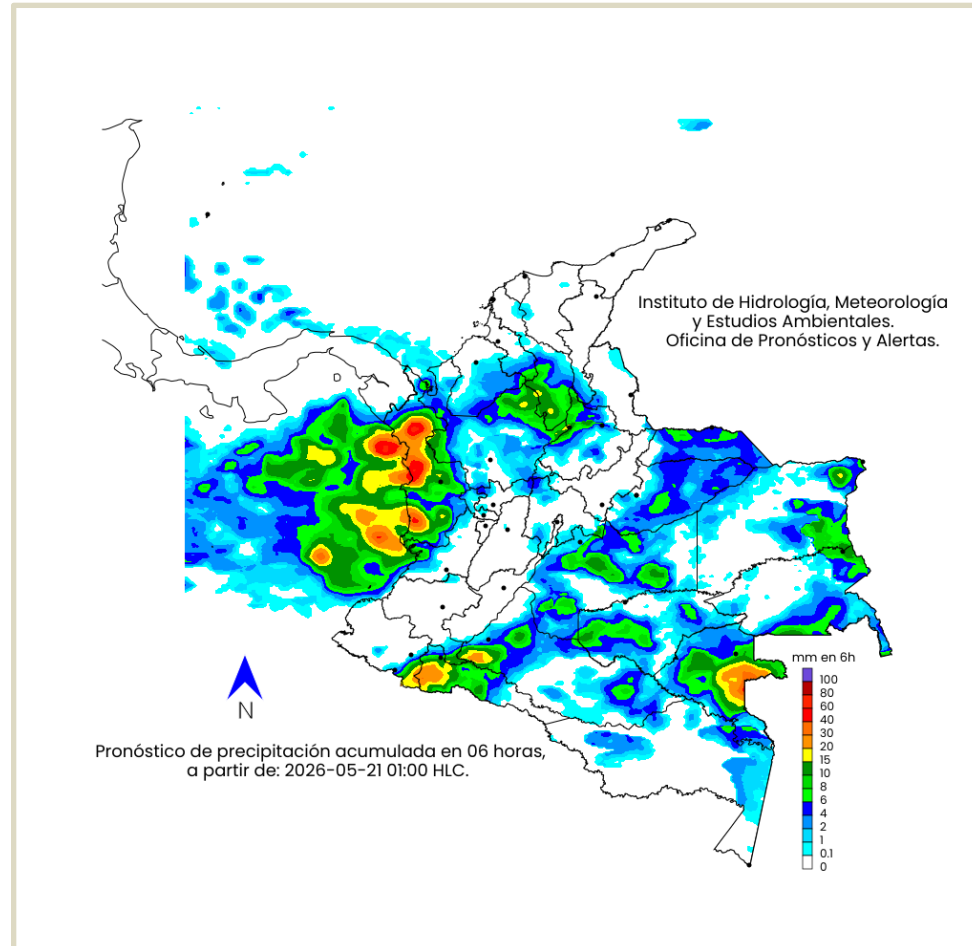 Instituto de Hidrología, Meteorología
y Estudios Ambientales.
Oficina de Pronósticos y Alertas.
N
Pronóstico de precipitación acumulada en 06 horas,
a partir de: 2026-05-21 01:00 HLC.
mm en 6h
100
80
60
40
30
20
15
10
8
6
4
2
1
0.1
0